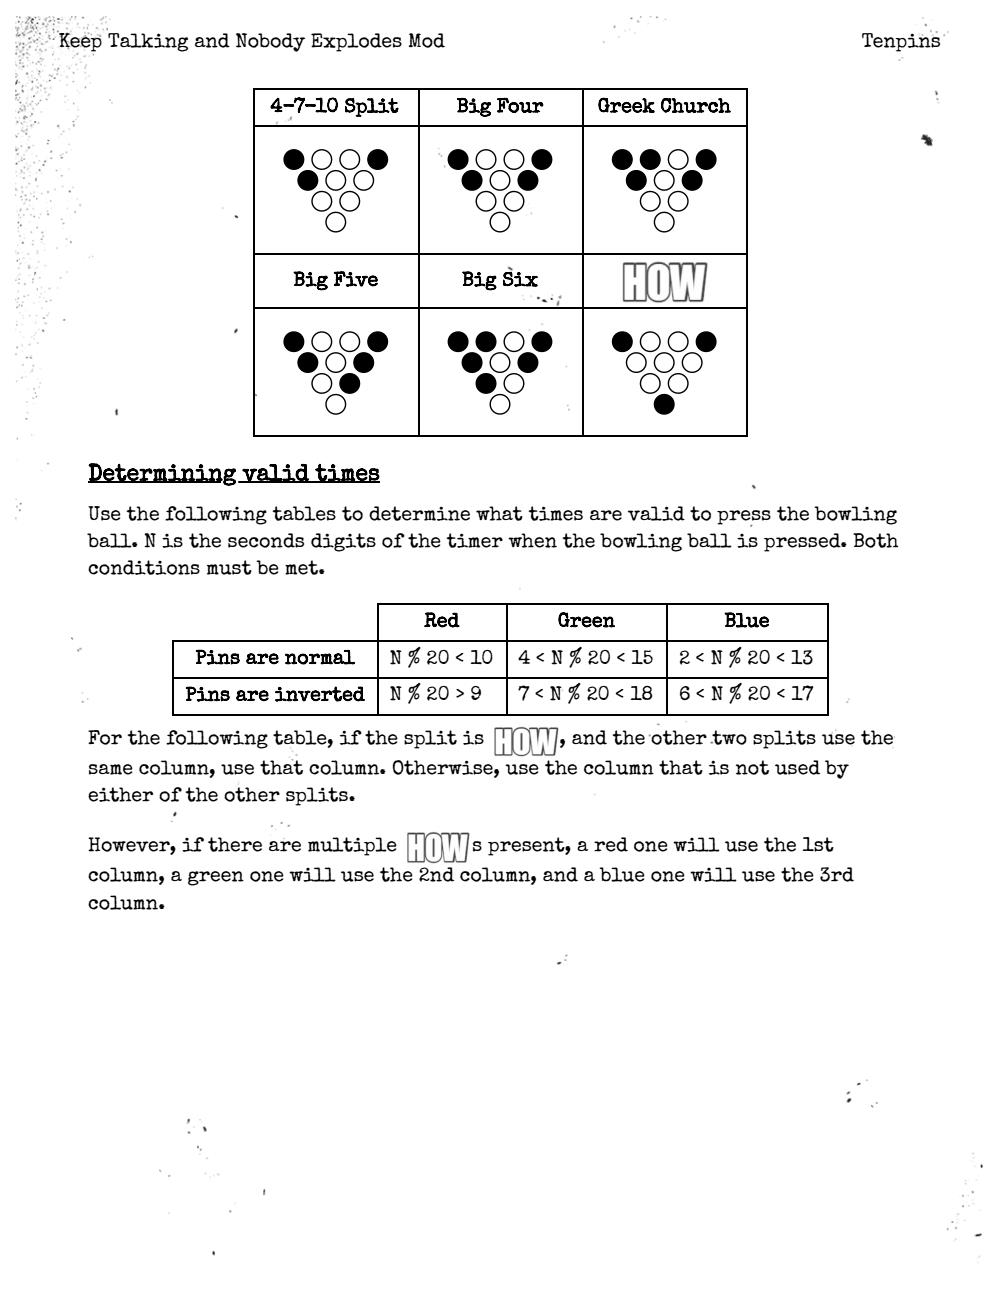 Keep Talking and Nobody Explodes Mod Tenpins
4-7-10 Split Big Four Greek Church
Big Five Big Six HOW
Determining valid times
Use the following tables to determine what times are valid to press the bowling
ball. N is the seconds digits of the timer when the bowling ball is pressed. Both
conditions must be met.
Red Green Blue
Pins are normal N % 20 < 10 4 < N % 20 < 15 2 < N % 20 < 13
Pins are inverted N % 20 > 9 7 < N % 20 < 18 6 < N % 20 < 17
For the following table, if the split is HOW, and the other two splits use the
same column, use that column. Otherwise, use the column that is not used by
either of the other splits.
However, if there are multiple HOWs present, a red one will use the 1st
column, a green one will use the 2nd column, and a blue one will use the 3rd
column.